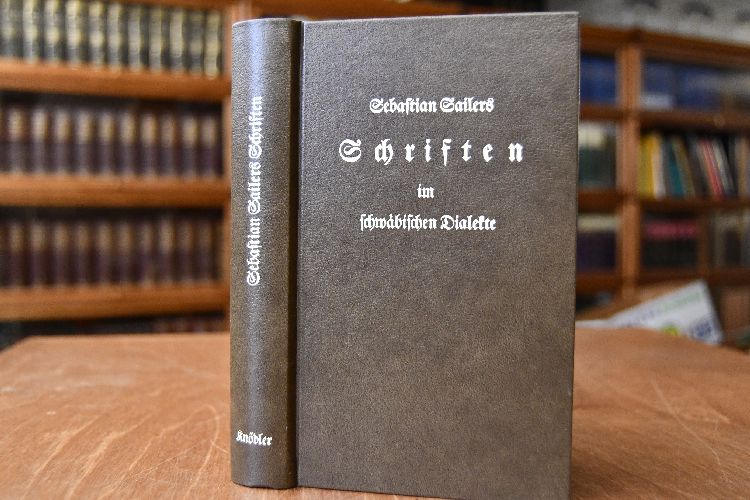 Sebastian Sailers Schriften
Knödler
Sebastian Sailers
Schriften
im
schwäbischen Dialekte